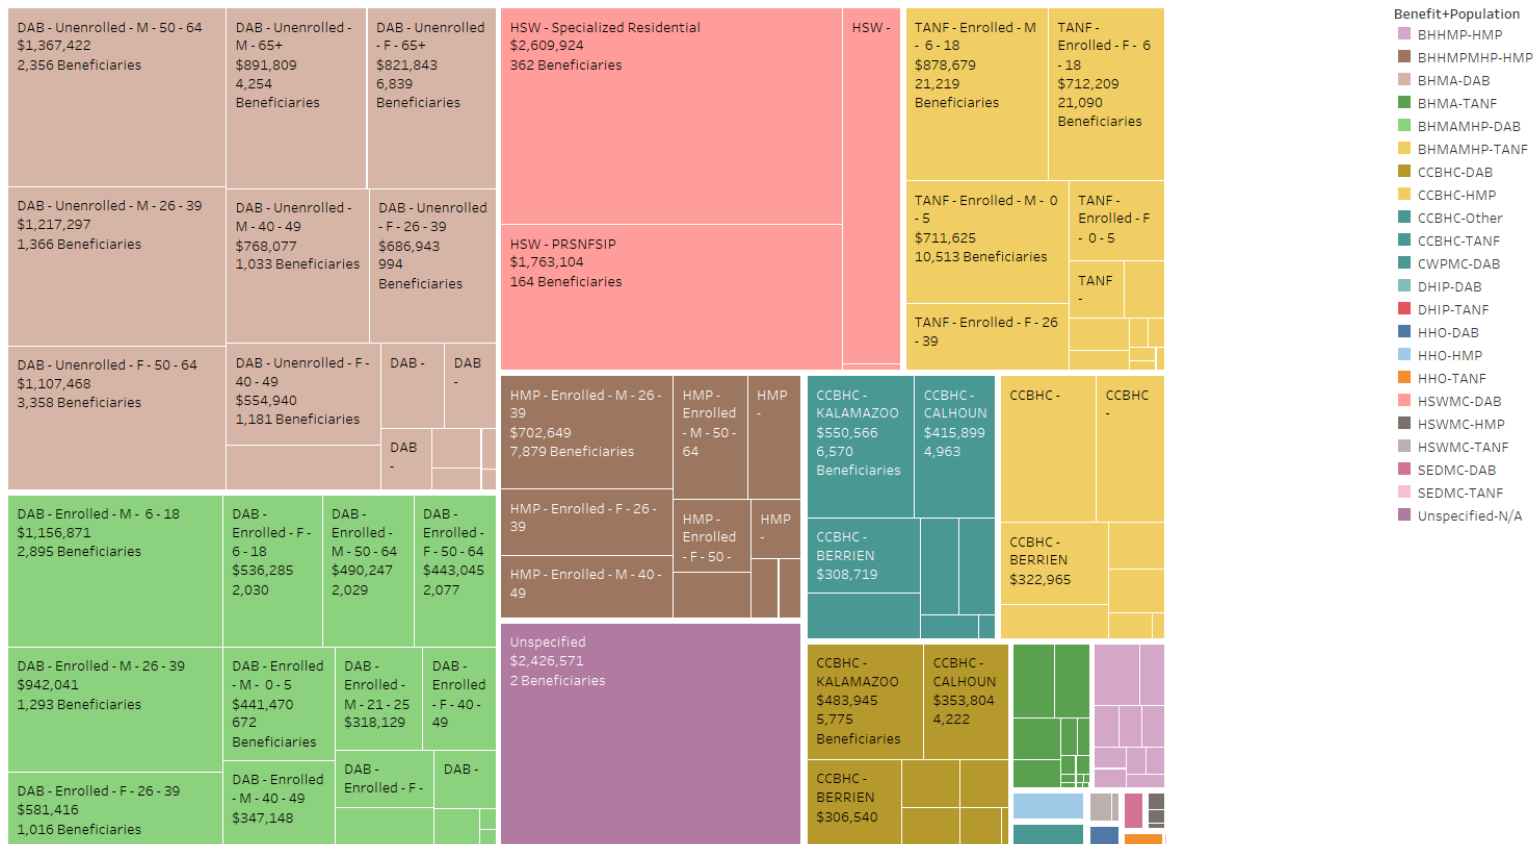 DAB - Unenrolled - M - 50 - 64
$1,367,422
2,356 Beneficiaries
DAB - Unenrolled -
M - 65+
$891,809
4,254
Beneficiaries
DAB - Unenrolled
- F - 65+
$821,843
6,839
Beneficiaries
DAB - Unenrolled - M - 26 - 39
$1,217,297
1,366 Beneficiaries
DAB - Unenrolled -
M - 40 - 49
$768,077
1,033 Beneficiaries
DAB - Unenrolled
- F - 26 - 39
$686,943
994
Beneficiaries
DAB - Unenrolled - F - 50 - 64
$1,107,468
3,358 Beneficiaries
DAB - Unenrolled - F -
40 - 49
$554,940
1,181 Beneficiaries
DAB -
DAB
-
DAB
-
DAB - Enrolled - M - 6 - 18
$1,156,871
2,895 Beneficiaries
DAB -
Enrolled - F -
6 - 18
$536,285
2,030
DAB -
Enrolled -
M - 50 - 64
$490,247
2,029
DAB -
Enrolled -
F - 50 - 64
$443,045
2,077
DAB - Enrolled - M - 26 - 39
$942,041
1,293 Beneficiaries
DAB - Enrolled
- M - 0 - 5
$441,470
672
Beneficiaries
DAB -
Enrolled -
M - 21 - 25
$318,129
DAB -
Enrolled
- F - 40 -
49
DAB - Enrolled - F - 26 - 39
$581,416
1,016 Beneficiaries
DAB - Enrolled
- M - 40 - 49
$347,148
DAB -
Enrolled - F -
DAB -
HSW - Specialized Residential
$2,609,924
362 Beneficiaries
HSW -
HSW - PRSNFSIP
$1,763,104
164 Beneficiaries
TANF - Enrolled - M
- 6 - 18
$878,679
21,219
Beneficiaries
TANF -
Enrolled - F - 6
- 18
$712,209
21,090
Beneficiaries
TANF - Enrolled - M - 0
- 5
$711,625
10,513 Beneficiaries
TANF -
Enrolled - F
- 0 - 5
TANF
-
TANF - Enrolled - F - 26
- 39
HMP - Enrolled - M - 26 -
39
$702,649
7,879 Beneficiaries
HMP -
Enrolled
- M - 50 -
64
HMP
-
HMP - Enrolled - F - 26 -
39
HMP -
Enrolled
- F - 50 -
HMP
-
HMP - Enrolled - M - 40 -
49
Unspecified
$2,426,571
2 Beneficiaries
CCBHC -
KALAMAZOO
$550,566
6,570
Beneficiaries
CCBHC -
CALHOUN
$415,899
4,963
CCBHC -
BERRIEN
$308,719
CCBHC -
CCBHC
-
CCBHC -
BERRIEN
$322,965
CCBHC -
KALAMAZOO
$483,945
5,775
Beneficiaries
CCBHC -
CALHOUN
$353,804
4,222
CCBHC -
BERRIEN
$306,540
Benefit+Population
BHHMP-HMP
BHHMPMHP-HMP
BHMA-DAB
BHMA-TANF
BHMAMHP-DAB
BHMAMHP-TANF
CCBHC-DAB
CCBHC-HMP
CCBHC-Other
CCBHC-TANF
CWPMC-DAB
DHIP-DAB
DHIP-TANF
HHO-DAB
HHO-HMP
HHO-TANF
HSWMC-DAB
HSWMC-HMP
HSWMC-TANF
SEDMC-DAB
SEDMC-TANF
Unspecified-N/A